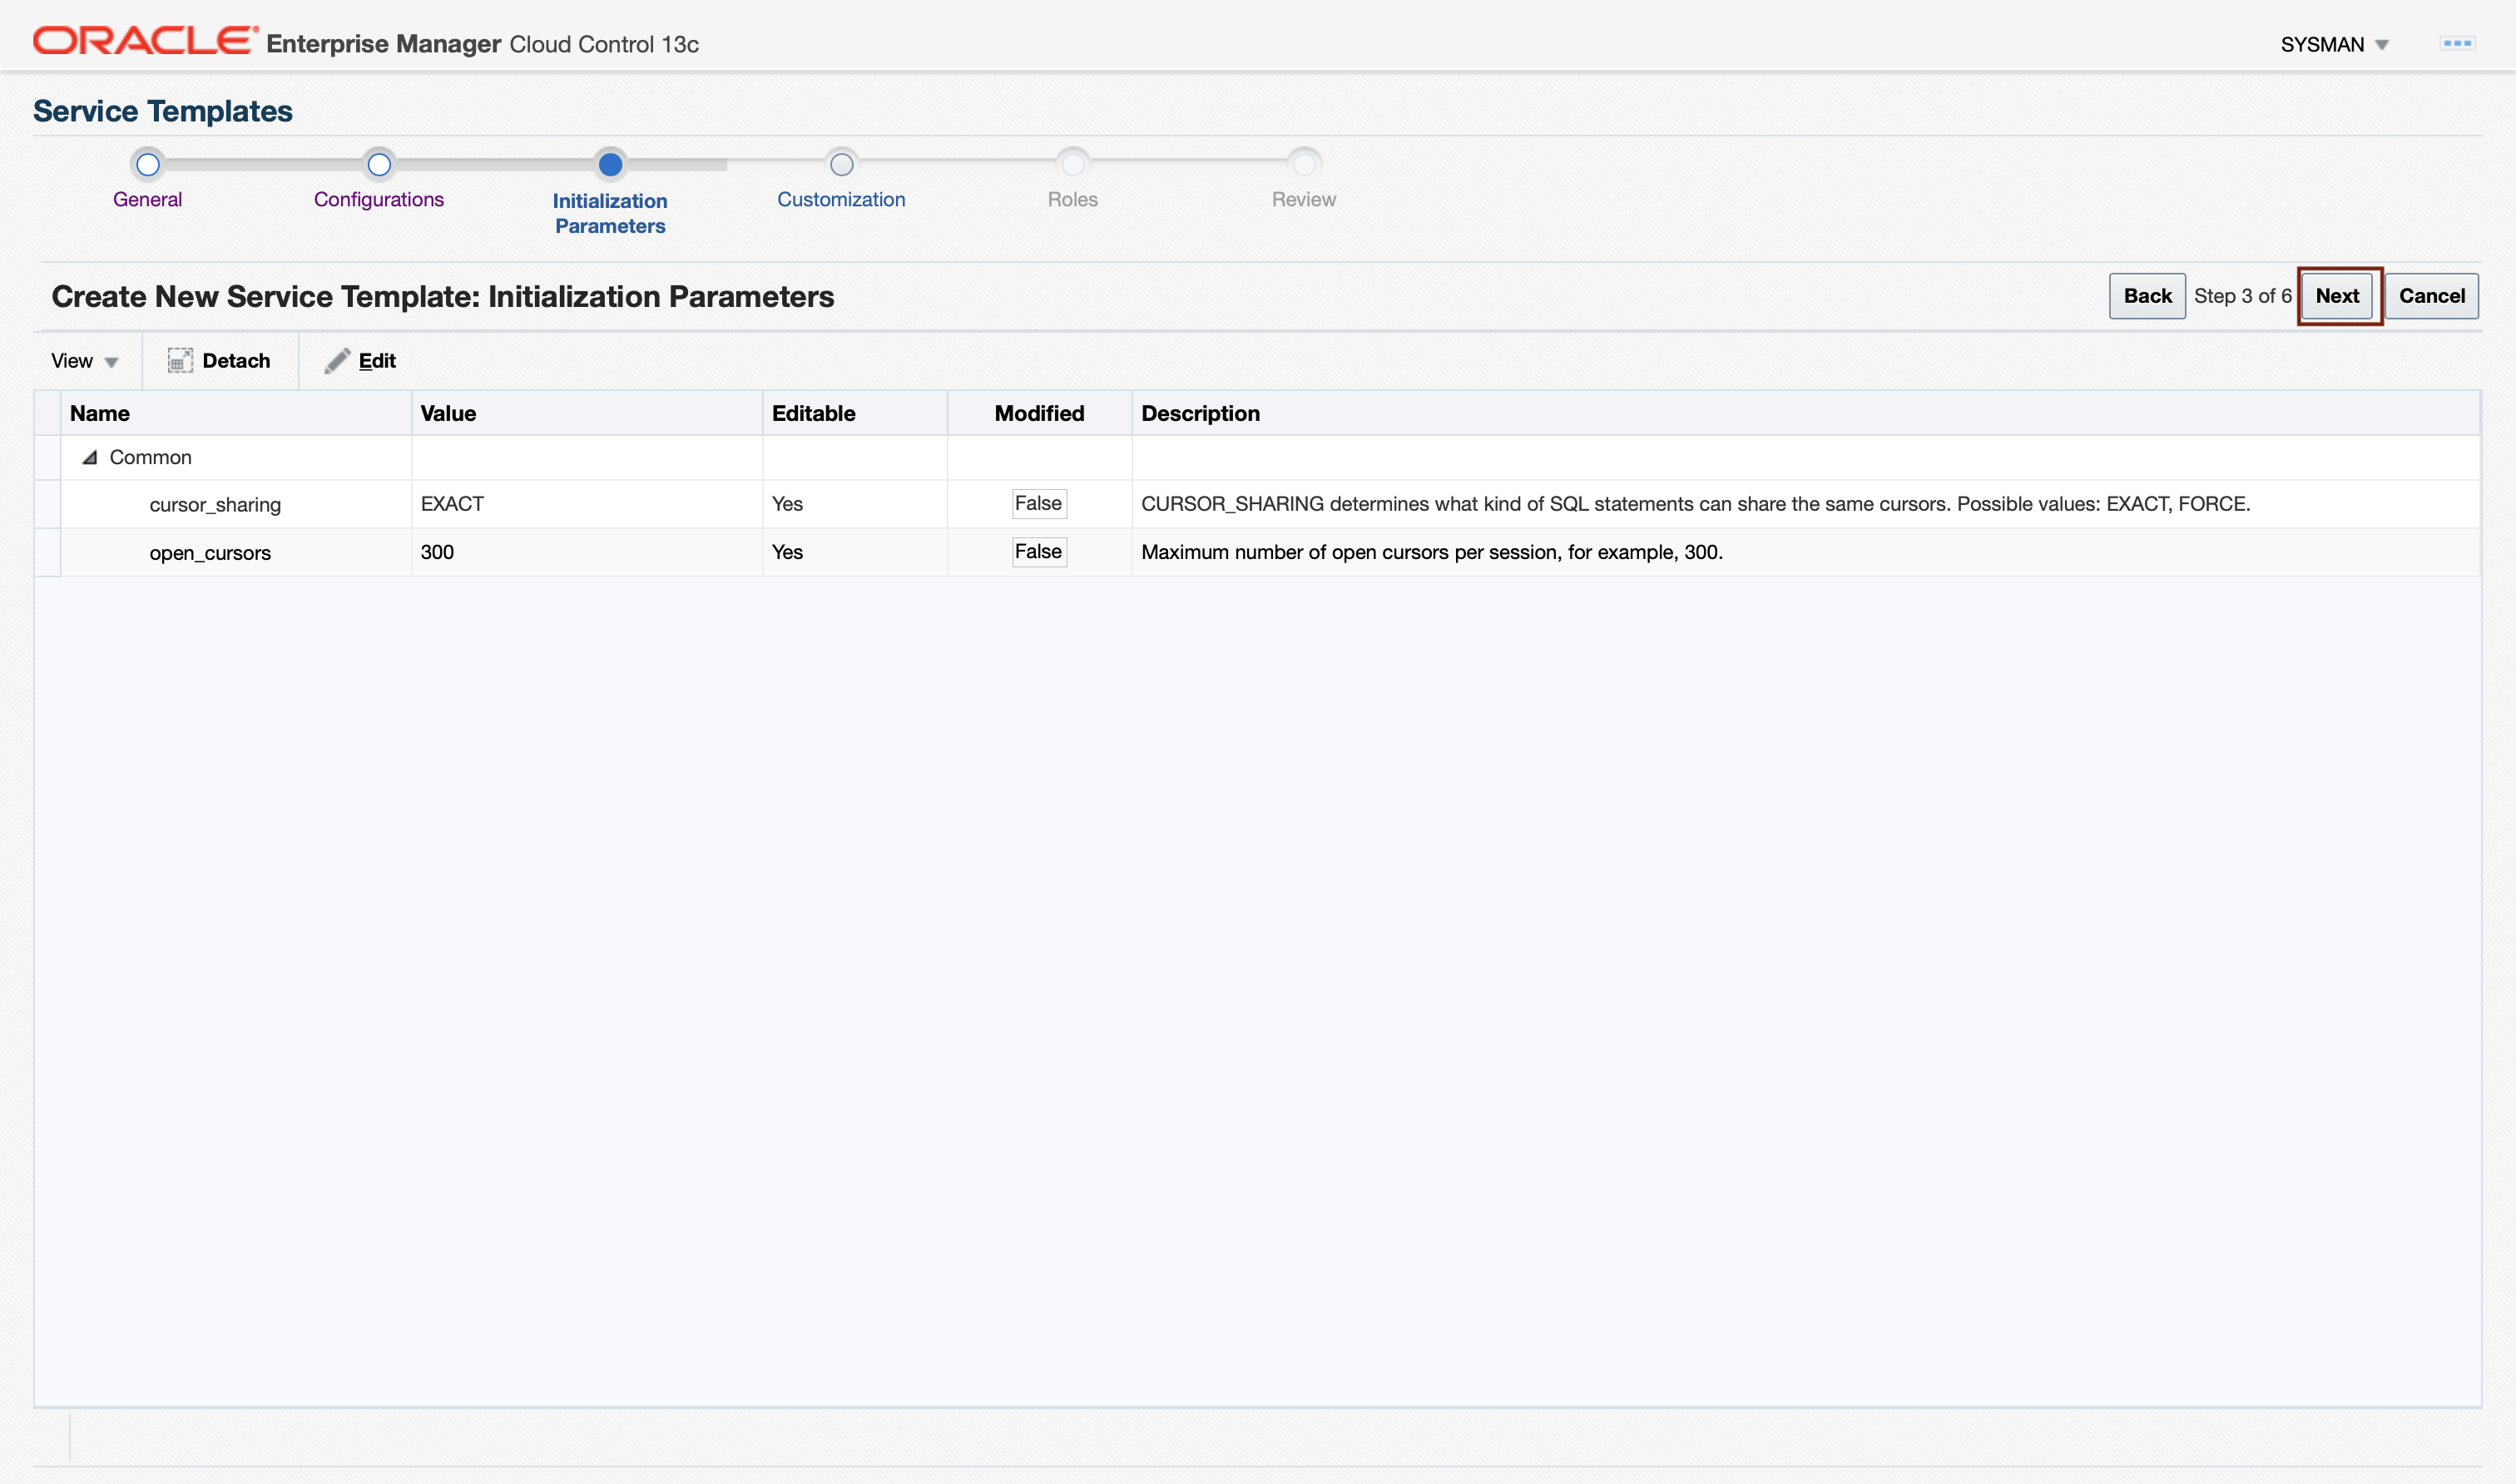 ORACLE Enterprise Manager Cloud Control 13c
SYSMAN
Service Templates
General
Configurations
Initialization
Parameters
Customization
Roles
Review
Create New Service Template: Initialization Parameters
Back Step 3 of 6 Next Cancel
View Detach Edit
Name Value Editable Modified Description
Common
cursor_sharing EXACT Yes False CURSOR_SHARING determines what kind of SQL statements can share the same cursors. Possible values: EXACT, FORCE.
open_cursors 300 Yes False Maximum number of open cursors per session, for example, 300.